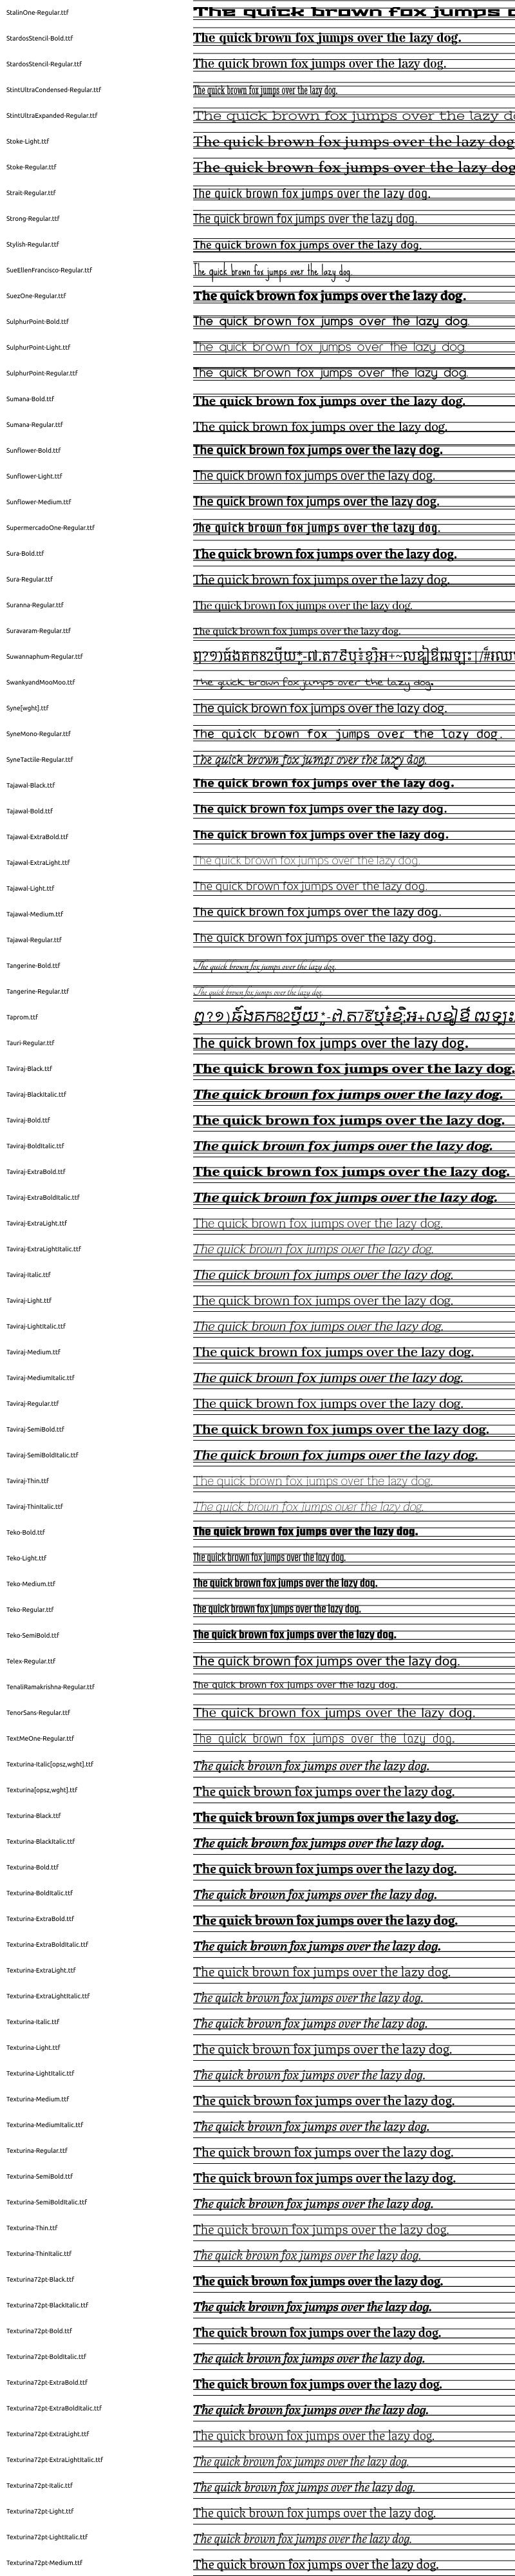 StalinOne-Regular.ttf The quick brown fox jumps
StardosStencil-Bold.ttf The quick brown fox jumps over the lazy dog.
StardosStencil-Regular.ttf The quick brown fox jumps over the lazy dog.
StintUltraCondensed-Regular.ttf The quick brown fox jumps over the lazy dog.
StintUltraExpanded-Regular.ttf The quick brown fox jumps over the lazy d
Stoke-Light.ttf The quick brown fox jumps over the lazy dog
Stoke-Regular.ttf The quick brown fox jumps over the lazy dog
Strait-Regular.ttf The quick brown fox jumps over the lazy dog.
Strong-Regular.ttf The quick brown fox jumps over the lazy dog.
Stylish-Regular.ttf The quick brown fox jumps over the lazy dog.
SueEllenFrancisco-Regular.ttf The quick brown fox jumps over the lazy dog.
SuezOne-Regular.ttf The quick brown fox jumps over the lazy dog.
SulphurPoint-Bold.ttf The quick brown fox jumps over the lazy dog.
SulphurPoint-Light.ttf The quick brown fox jumps over the lazy dog.
SulphurPoint-Regular.ttf The quick brown fox jumps over the lazy dog.
Sumana-Bold.ttf The quick brown fox jumps over the lazy dog.
Sumana-Regular.ttf The quick brown fox jumps over the lazy dog.
Sunflower-Bold.ttf The quick brown fox jumps over the lazy dog.
Sunflower-Light.ttf The quick brown fox jumps over the lazy dog.
Sunflower-Medium.ttf The quick brown fox jumps over the lazy dog.
SupermercadoOne-Regular.ttf The quick brown fox jumps over the lazy dog.
Sura-Bold.ttf The quick brown fox jumps over the lazy dog.
Sura-Regular.ttf The quick brown fox jumps over the lazy dog.
Suranna-Regular.ttf The quick brown fox jumps over the lazy dog.
Suravaram-Regular.ttf The quick brown fox jumps over the lazy dog.
Suwannaphum-Regular.ttf
SwankyandMooMoo.ttf The quick brown fox jumps over the lazy dog.
Syne[wght].ttf The quick brown fox jumps over the lazy dog.
SyneMono-Regular.ttf The quick brown fox jumps over the lazy dog.
SyneTactile-Regular.ttf The quick brown fox jumps over the lazy dog.
Tajawal-Black.ttf The quick brown fox jumps over the lazy dog.
Tajawal-Bold.ttf The quick brown fox jumps over the lazy dog.
Tajawal-ExtraBold.ttf The quick brown fox jumps over the lazy dog.
Tajawal-ExtraLight.ttf The quick brown fox jumps over the lazy dog.
Tajawal-Light.ttf The quick brown fox jumps over the lazy dog.
Tajawal-Medium.ttf The quick brown fox jumps over the lazy dog.
Tajawal-Regular.ttf The quick brown fox jumps over the lazy dog.
Tangerine-Bold.ttf The quick brown fox jumps over the lazy dog.
Tangerine-Regular.ttf The quick brown fox jumps over the lazy dog.
Taprom.ttf
Tauri-Regular.ttf The quick brown fox jumps over the lazy dog.
Taviraj-Black.ttf The quick brown fox jumps over the lazy dog.
Taviraj-BlackItalic.ttf The quick brown fox jumps over the lazy dog.
Taviraj-Bold.ttf The quick brown fox jumps over the lazy dog.
Taviraj-BoldItalic.ttf The quick brown fox jumps over the lazy dog.
Taviraj-ExtraBold.ttf The quick brown fox jumps over the lazy dog.
Taviraj-ExtraBoldItalic.ttf The quick brown fox jumps over the lazy dog.
Taviraj-ExtraLight.ttf The quick brown fox jumps over the lazy dog.
Taviraj-ExtraLightItalic.ttf The quick brown fox jumps over the lazy dog.
Taviraj-Italic.ttf The quick brown fox jumps over the lazy dog.
Taviraj-Light.ttf The quick brown fox jumps over the lazy dog.
Taviraj-LightItalic.ttf The quick brown fox jumps over the lazy dog.
Taviraj-Medium.ttf The quick brown fox jumps over the lazy dog.
Taviraj-MediumItalic.ttf The quick brown fox jumps over the lazy dog.
Taviraj-Regular.ttf The quick brown fox jumps over the lazy dog.
Taviraj-SemiBold.ttf The quick brown fox jumps over the lazy dog.
Taviraj-SemiBoldItalic.ttf The quick brown fox jumps over the lazy dog.
Taviraj-Thin.ttf The quick brown fox jumps over the lazy dog.
Taviraj-ThinItalic.ttf The quick brown fox jumps over the lazy dog.
Teko-Bold.ttf The quick brown fox jumps over the lazy dog.
Teko-Light.ttf The quick brown fox jumps over the lazy dog.
Teko-Medium.ttf The quick brown fox jumps over the lazy dog.
Teko-Regular.ttf The quick brown fox jumps over the lazy dog.
Teko-SemiBold.ttf The quick brown fox jumps over the lazy dog.
Telex-Regular.ttf The quick brown fox jumps over the lazy dog.
TenaliRamakrishna-Regular.ttf The quick brown fox jumps over the lazy dog.
TenorSans-Regular.ttf The quick brown fox jumps over the lazy dog.
TextMeOne-Regular.ttf The quick brown fox jumps over the lazy dog.
Texturina-Italic[opsz,wght].ttf The quick brown fox jumps over the lazy dog.
Texturina[opsz,wght].ttf The quick brown fox jumps over the lazy dog.
Texturina-Black.ttf The quick brown fox jumps over the lazy dog.
Texturina-BlackItalic.ttf The quick brown fox jumps over the lazy dog.
Texturina-Bold.ttf The quick brown fox jumps over the lazy dog.
Texturina-BoldItalic.ttf The quick brown fox jumps over the lazy dog.
Texturina-ExtraBold.ttf The quick brown fox jumps over the lazy dog.
Texturina-ExtraBoldItalic.ttf The quick brown fox jumps over the lazy dog.
Texturina-ExtraLight.ttf The quick brown fox jumps over the lazy dog.
Texturina-ExtraLightItalic.ttf The quick brown fox jumps over the lazy dog.
Texturina-Italic.ttf The quick brown fox jumps over the lazy dog.
Texturina-Light.ttf The quick brown fox jumps over the lazy dog.
Texturina-LightItalic.ttf The quick brown fox jumps over the lazy dog.
Texturina-Medium.ttf The quick brown fox jumps over the lazy dog.
Texturina-MediumItalic.ttf The quick brown fox jumps over the lazy dog.
Texturina-Regular.ttf The quick brown fox jumps over the lazy dog.
Texturina-SemiBold.ttf The quick brown fox jumps over the lazy dog.
Texturina-SemiBoldItalic.ttf The quick brown fox jumps over the lazy dog.
Texturina-Thin.ttf The quick brown fox jumps over the lazy dog.
Texturina-ThinItalic.ttf The quick brown fox jumps over the lazy dog.
Texturina72pt-Black.ttf The quick brown fox jumps over the lazy dog.
Texturina72pt-BlackItalic.ttf The quick brown fox jumps over the lazy dog.
Texturina72pt-Bold.ttf The quick brown fox jumps over the lazy dog.
Texturina72pt-BoldItalic.ttf The quick brown fox jumps over the lazy dog.
Texturina72pt-ExtraBold.ttf The quick brown fox jumps over the lazy dog.
Texturina72pt-ExtraBoldItalic.ttf The quick brown fox jumps over the lazy dog.
Texturina72pt-ExtraLight.ttf The quick brown fox jumps over the lazy dog.
Texturina72pt-ExtraLightItalic.ttf The quick brown fox jumps over the lazy dog.
Texturina72pt-Italic.ttf The quick brown fox jumps over the lazy dog.
Texturina72pt-Light.ttf The quick brown fox jumps over the lazy dog.
Texturina72pt-LightItalic.ttf The quick brown fox jumps over the lazy dog.
Texturina72pt-Medium.ttf The quick brown fox jumps over the lazy dog.